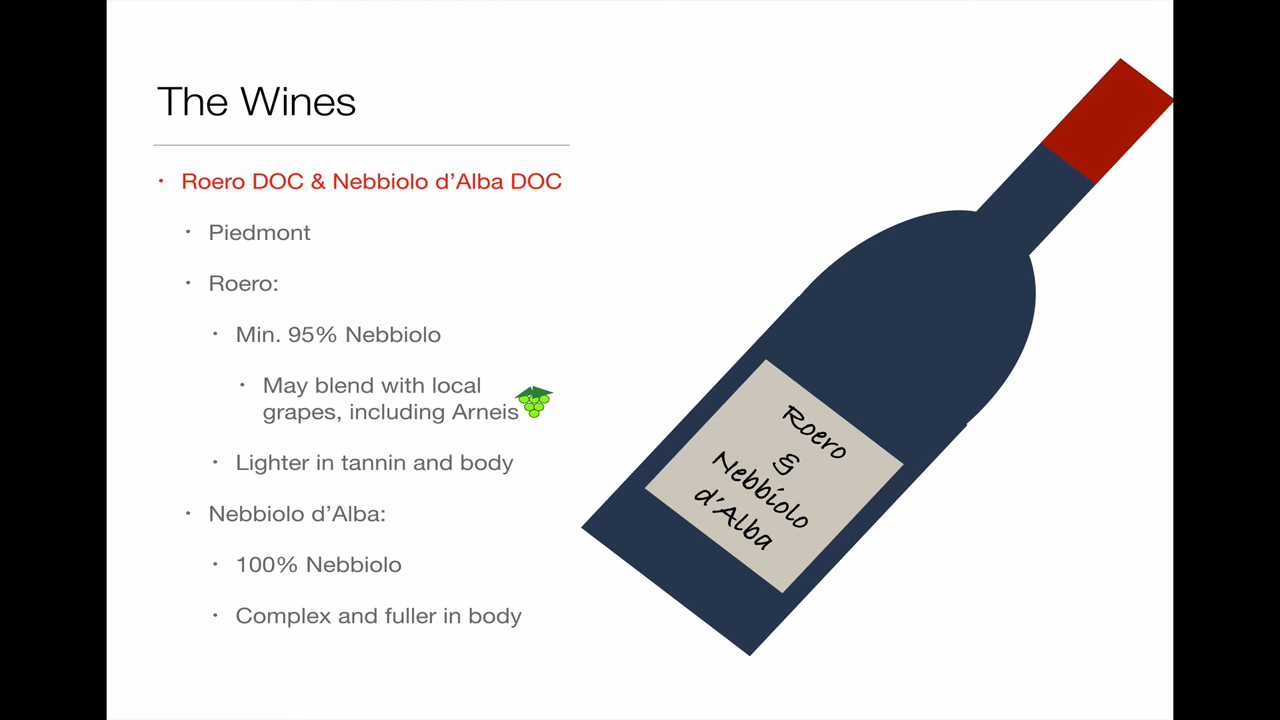 The Wines
• Roero DOC & Nebbiolo d’Alba DOC
• Piedmont
• Roero:
• Min. 95% Nebbiolo
• May blend with local
grapes, including Arneis
• Lighter in tannin and body
• Nebbiolo d’Alba:
• 100% Nebbiolo
• Complex and fuller in body
Roero
&
Nebbiolo
d’Alba